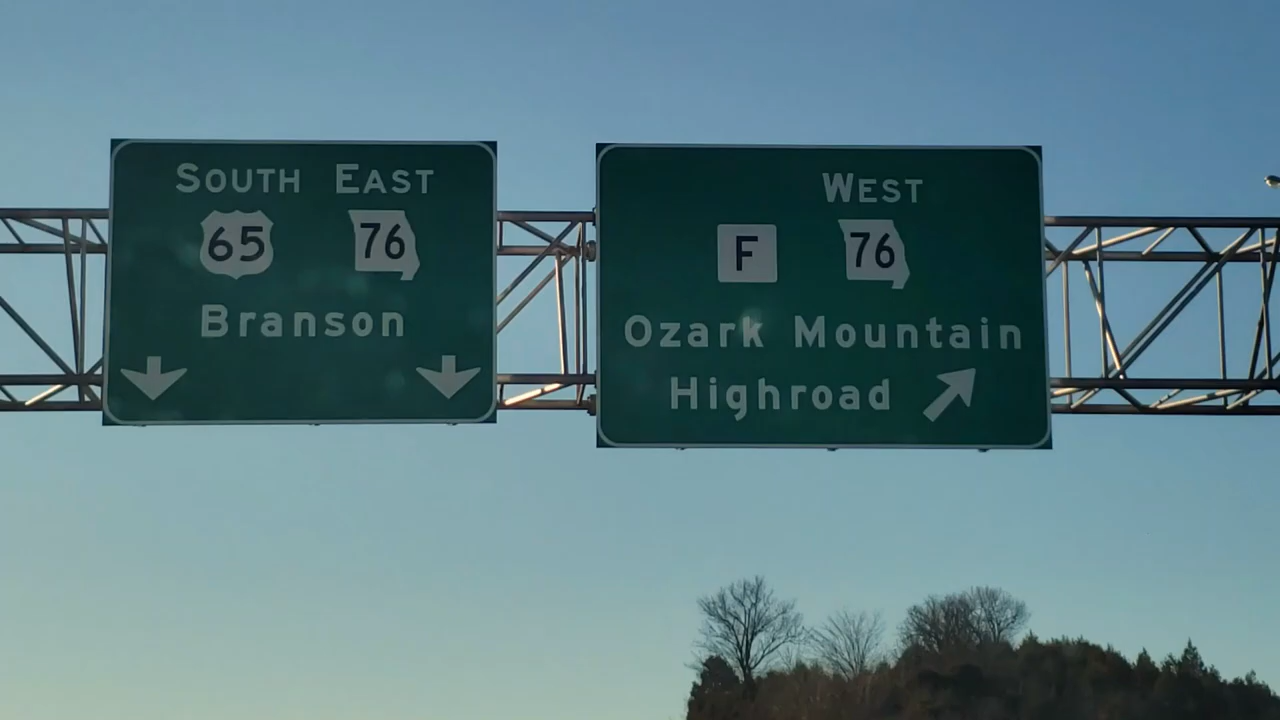 SOUTH EAST
65 76
Branson
WEST
F 76
Ozark Mountain
Highroad